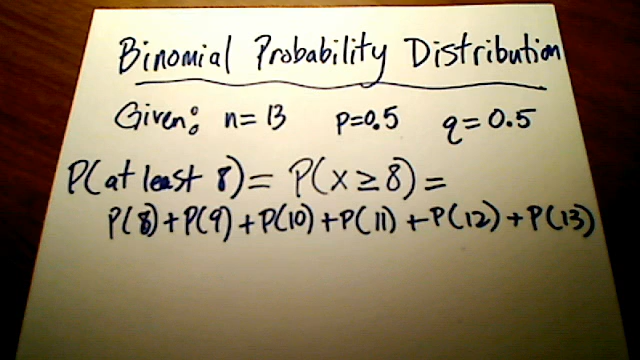 Binomial Probability Distribution
Given: n=13 p=0.5 q=0.5
P(at least 8)= P(x≥8)=
P(8)+P(9)+P(10)+P(11)+P(12)+P(13)